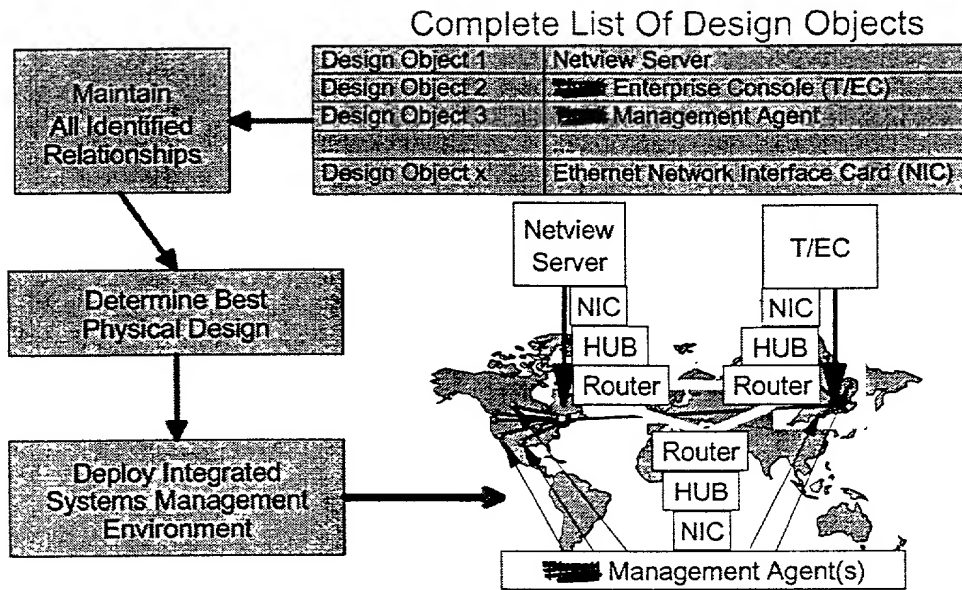 Complete List Of Design Objects
Design Object 1 Netview Server
Design Object 2 Enterprise Console (T/EC)
Design Object 3 Management Agent
... ...
Design Object x Ethernet Network Interface Card (NIC)
Maintain
All Identified
Relationships
Determine Best
Physical Design
Deploy Integrated
Systems Management
Environment
Netview
Server
NIC
HUB
Router
T/EC
NIC
HUB
Router
Router
HUB
NIC
Management Agent(s)